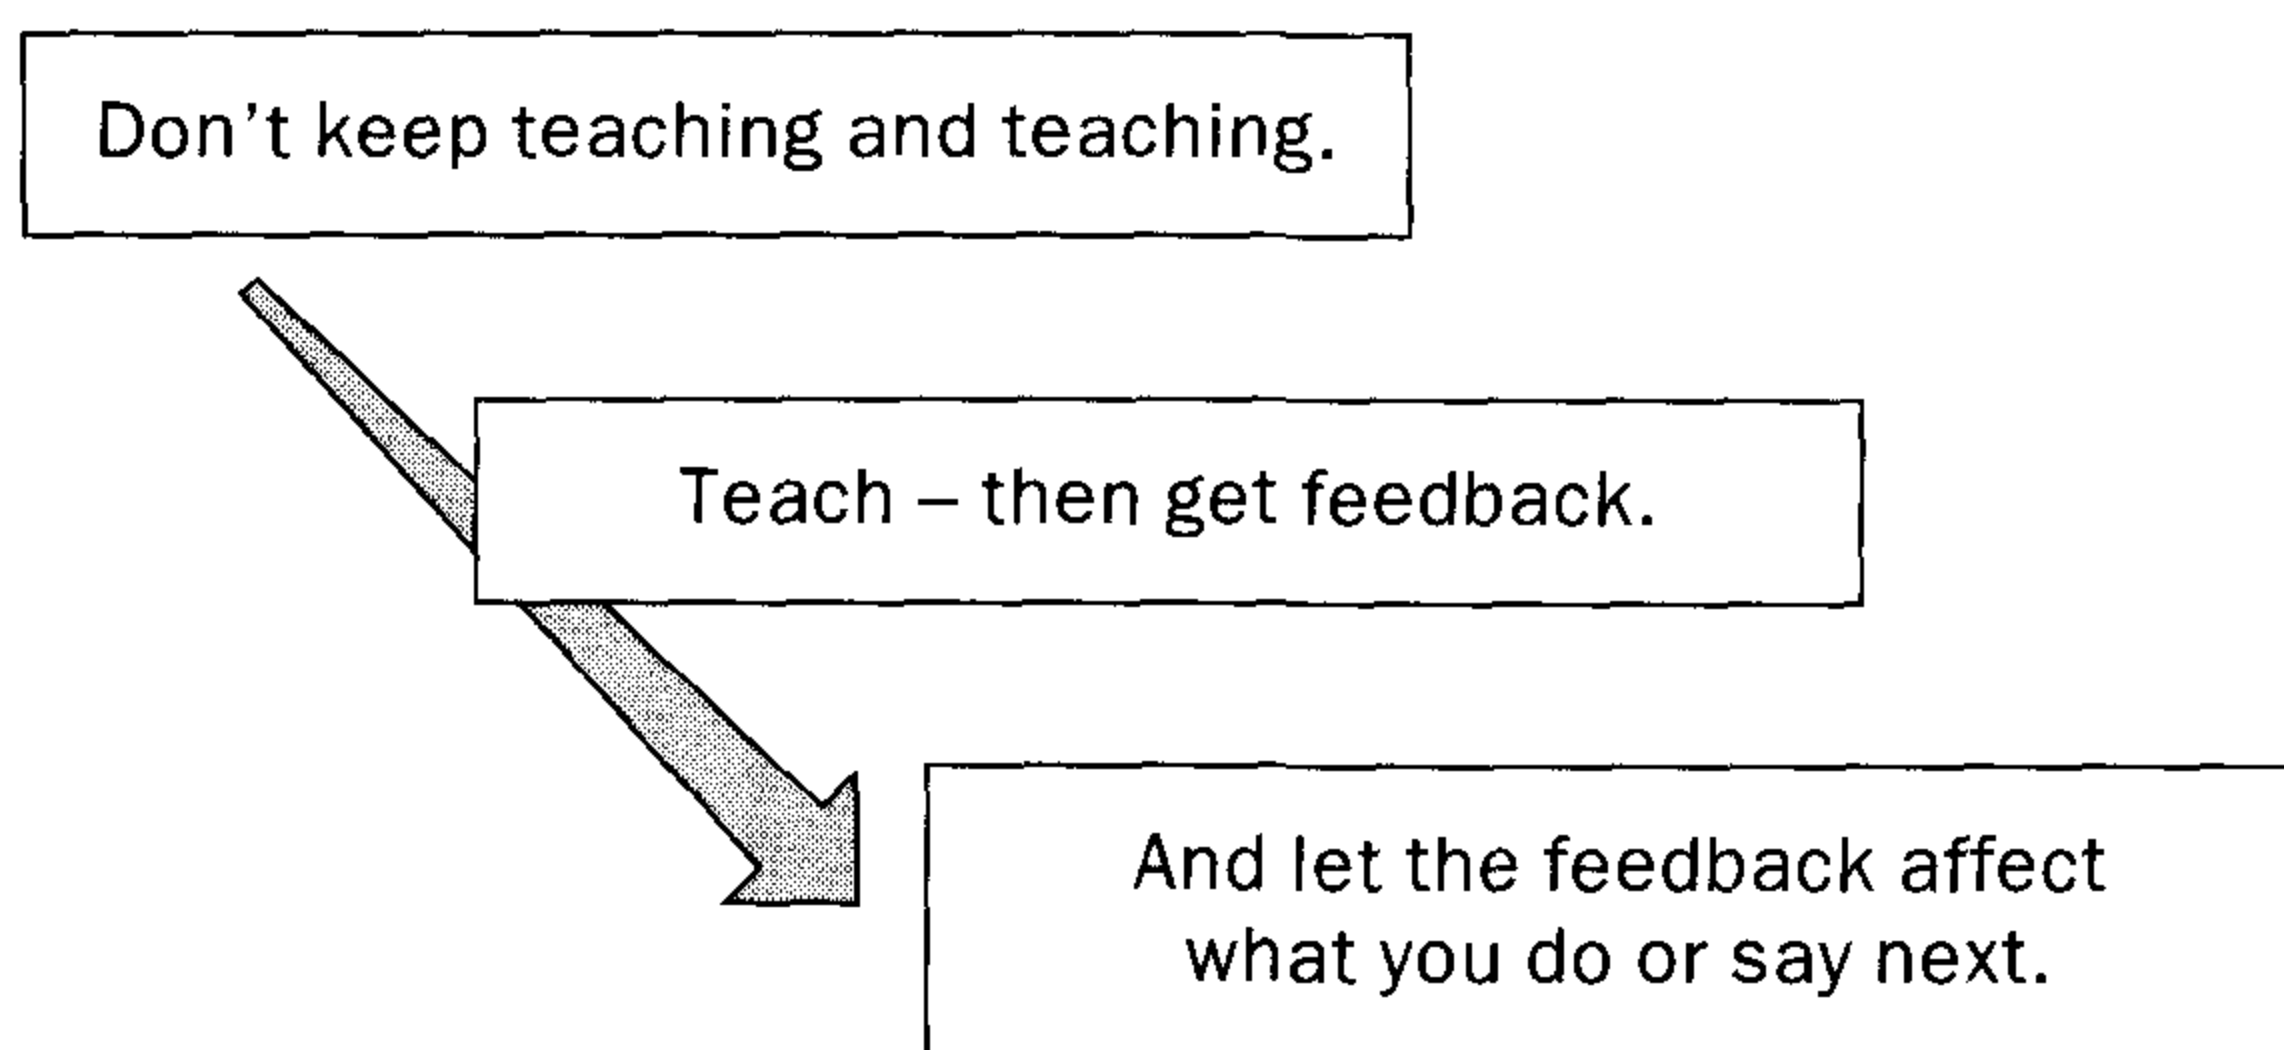 Don't keep teaching and teaching.
Teach – then get feedback.
And let the feedback affect
what you do or say next.